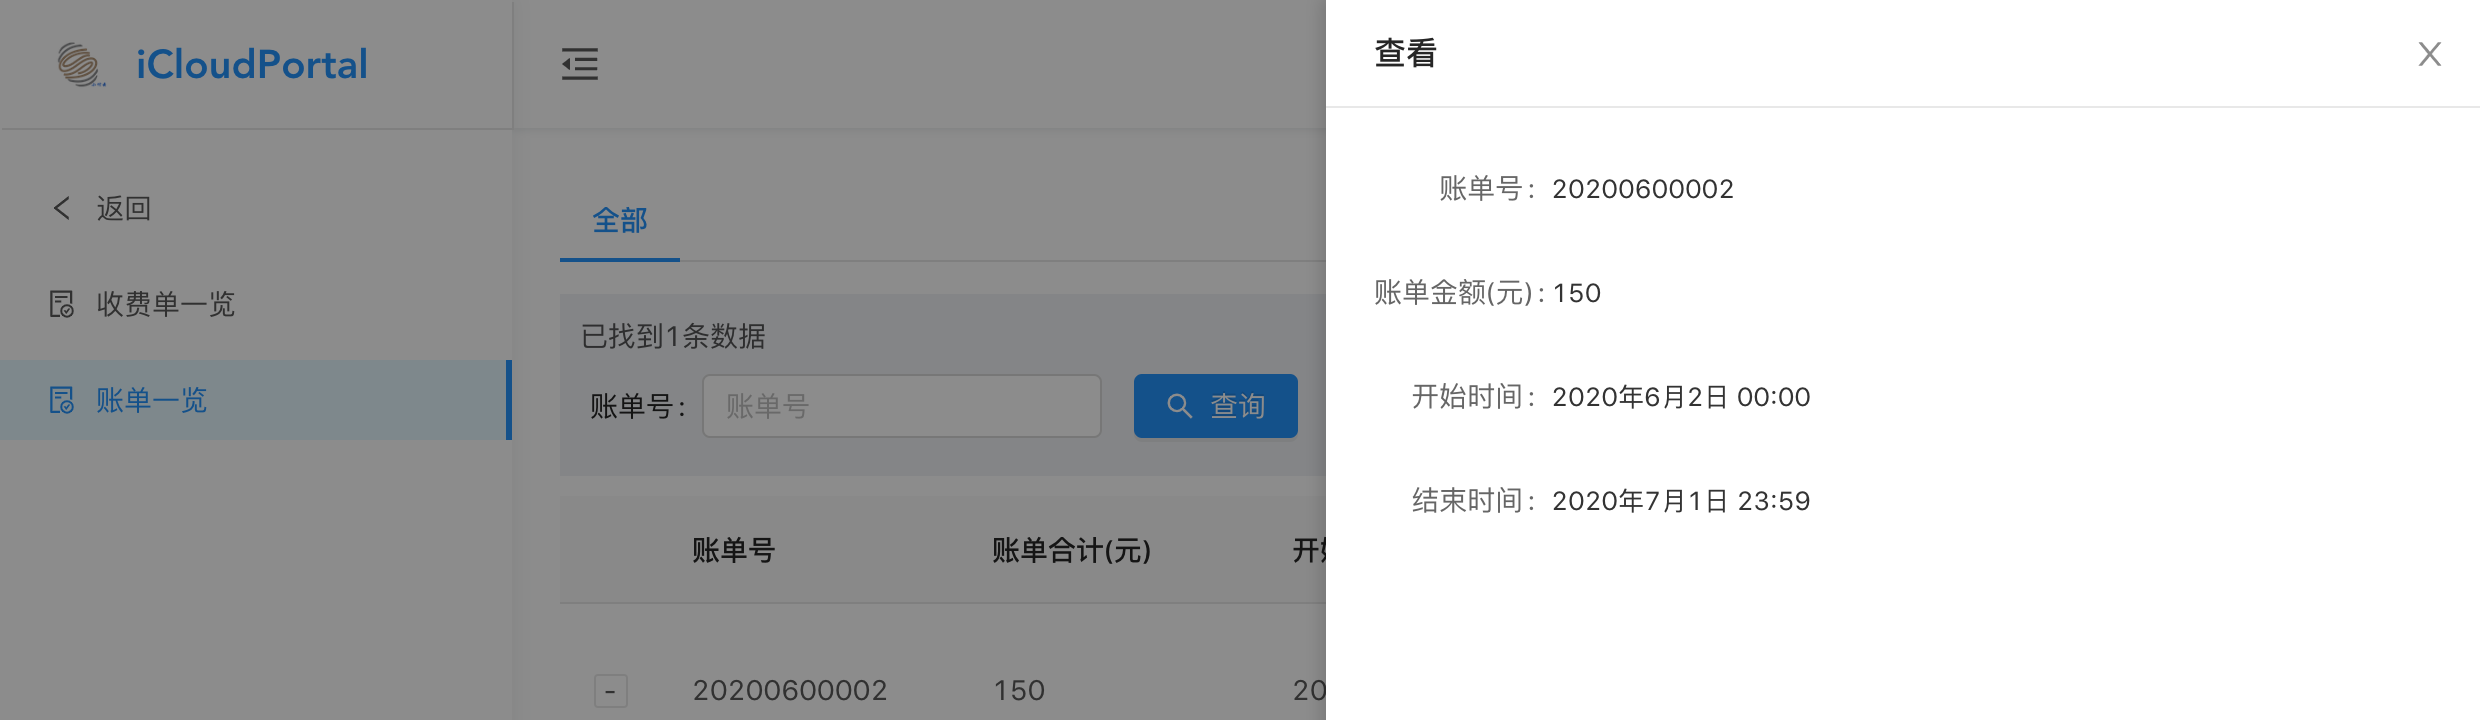 iCloudPortal
返回
收费单一览
账单一览
全部
已找到1条数据
账单号: 账单号 查询
账单号 账单合计(元) 开
- 20200600002 150 20
查看
账单号: 20200600002
账单金额(元): 150
开始时间: 2020年6月2日 00:00
结束时间: 2020年7月1日 23:59